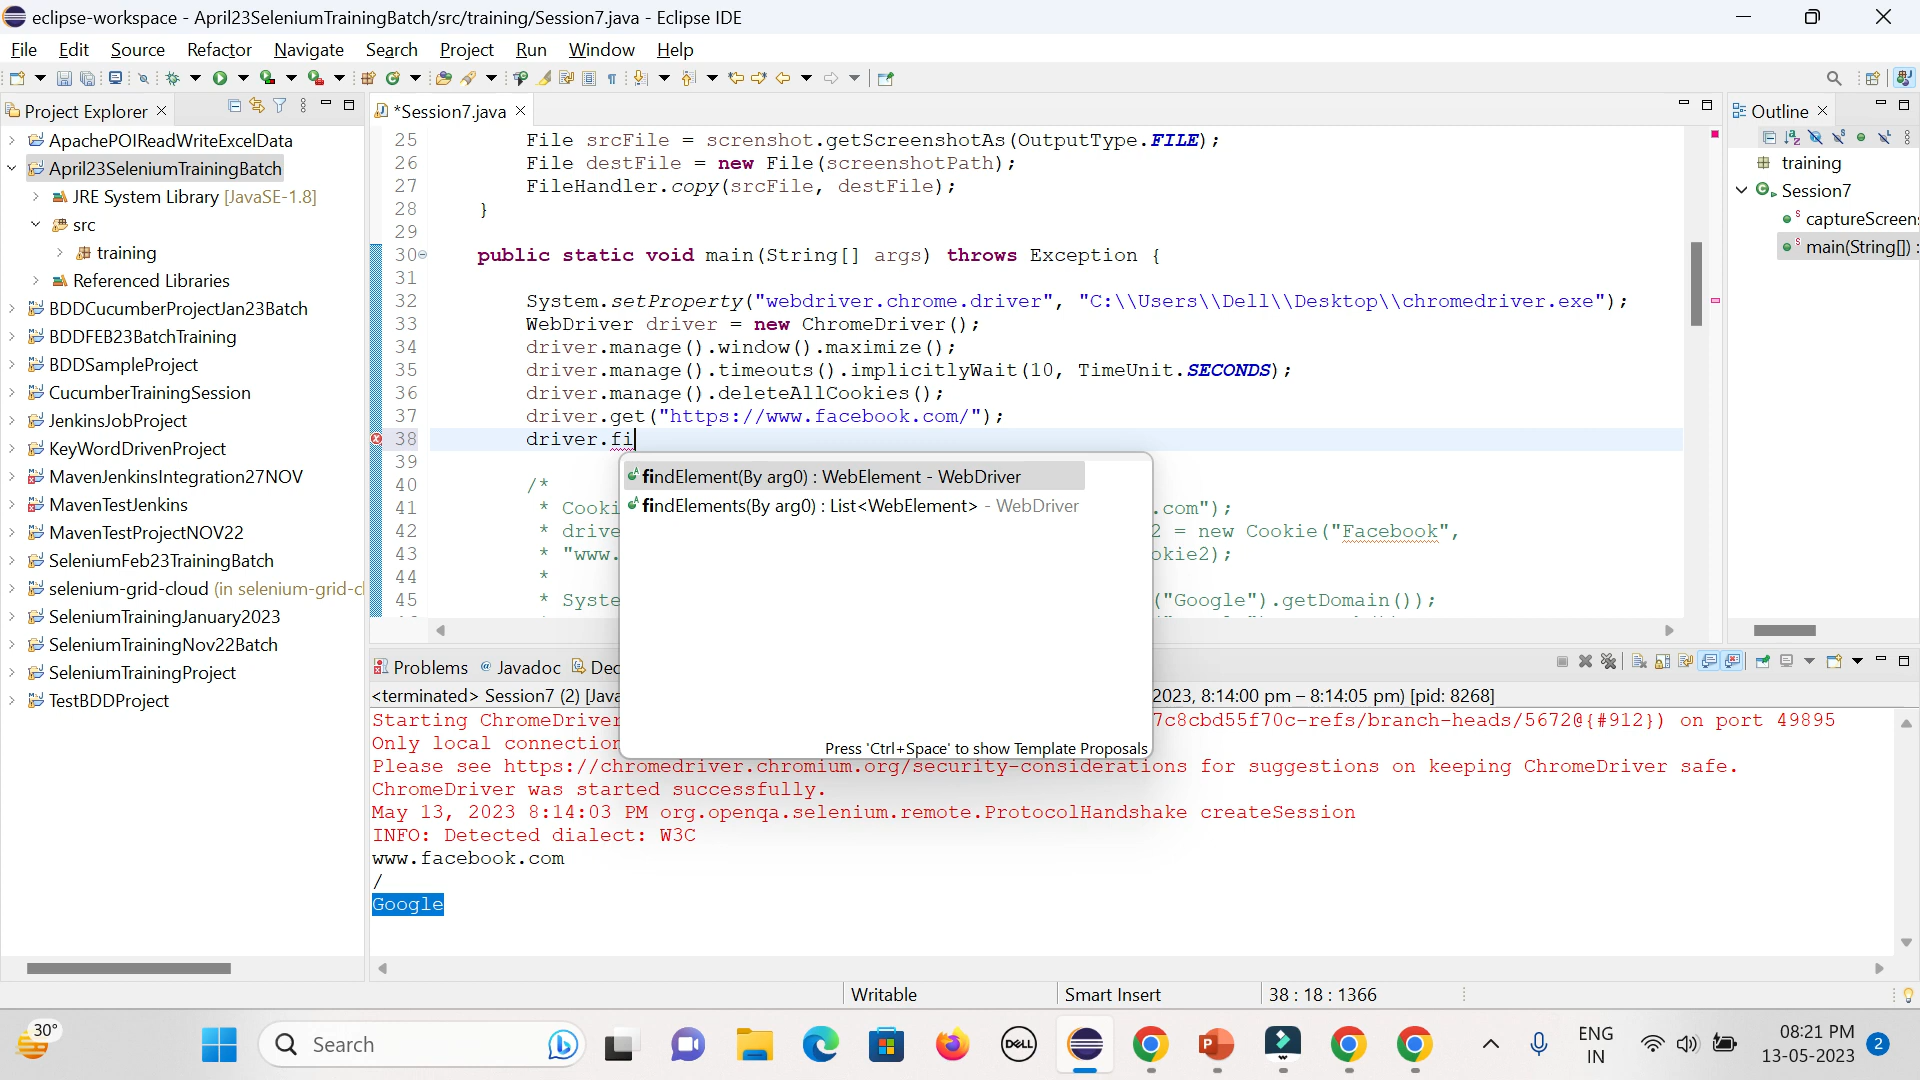 eclipse-workspace - April23SeleniumTrainingBatch/src/training/Session7.java - Eclipse IDE
File Edit Source Refactor Navigate Search Project Run Window Help
Project Explorer
ApachePOIReadWriteExcelData
April23SeleniumTrainingBatch
JRE System Library [JavaSE-1.8]
src
training
Referenced Libraries
BDDCucumberProjectJan23Batch
BDDFEB23BatchTraining
BDDSampleProject
CucumberTrainingSession
JenkinsJobProject
KeyWordDrivenProject
MavenJenkinsIntegration27NOV
MavenTestJenkins
MavenTestProjectNOV22
SeleniumFeb23TrainingBatch
selenium-grid-cloud (in selenium-grid-cl
SeleniumTrainingJanuary2023
SeleniumTrainingNov22Batch
SeleniumTrainingProject
TestBDDProject
*Session7.java
25 File srcFile = screnshot.getScreenshotAs(OutputType.FILE);
26 File destFile = new File(screenshotPath);
27 FileHandler.copy(srcFile, destFile);
28 }
29
30 public static void main(String[] args) throws Exception {
31
32 System.setProperty("webdriver.chrome.driver", "C:\\Users\\Dell\\Desktop\\chromedriver.exe");
33 WebDriver driver = new ChromeDriver();
34 driver.manage().window().maximize();
35 driver.manage().timeouts().implicitlyWait(10, TimeUnit.SECONDS);
36 driver.manage().deleteAllCookies();
37 driver.get("https://www.facebook.com/");
38 driver.fi
39
40 /*
41 * Cooki .com");
42 * drive 2 = new Cookie("Facebook",
43 * "www. okie2);
44 *
45 * Syste ("Google").getDomain());
findElement(By arg0) : WebElement - WebDriver
findElements(By arg0) : List<WebElement> - WebDriver
Press 'Ctrl+Space' to show Template Proposals
Outline
training
Session7
captureScreens
main(String[]) :
Problems @ Javadoc Dec
<terminated> Session7 (2) [Java 2023, 8:14:00 pm – 8:14:05 pm) [pid: 8268]
Starting ChromeDriver 7c8cbd55f70c-refs/branch-heads/5672@{#912}) on port 49895
Only local connection
Please see https://chromedriver.chromium.org/security-considerations for suggestions on keeping ChromeDriver safe.
ChromeDriver was started successfully.
May 13, 2023 8:14:03 PM org.openqa.selenium.remote.ProtocolHandshake createSession
INFO: Detected dialect: W3C
www.facebook.com
/
Google
Writable Smart Insert 38 : 18 : 1366
30°
Search
DELL
ENG
IN
08:21 PM
13-05-2023
2